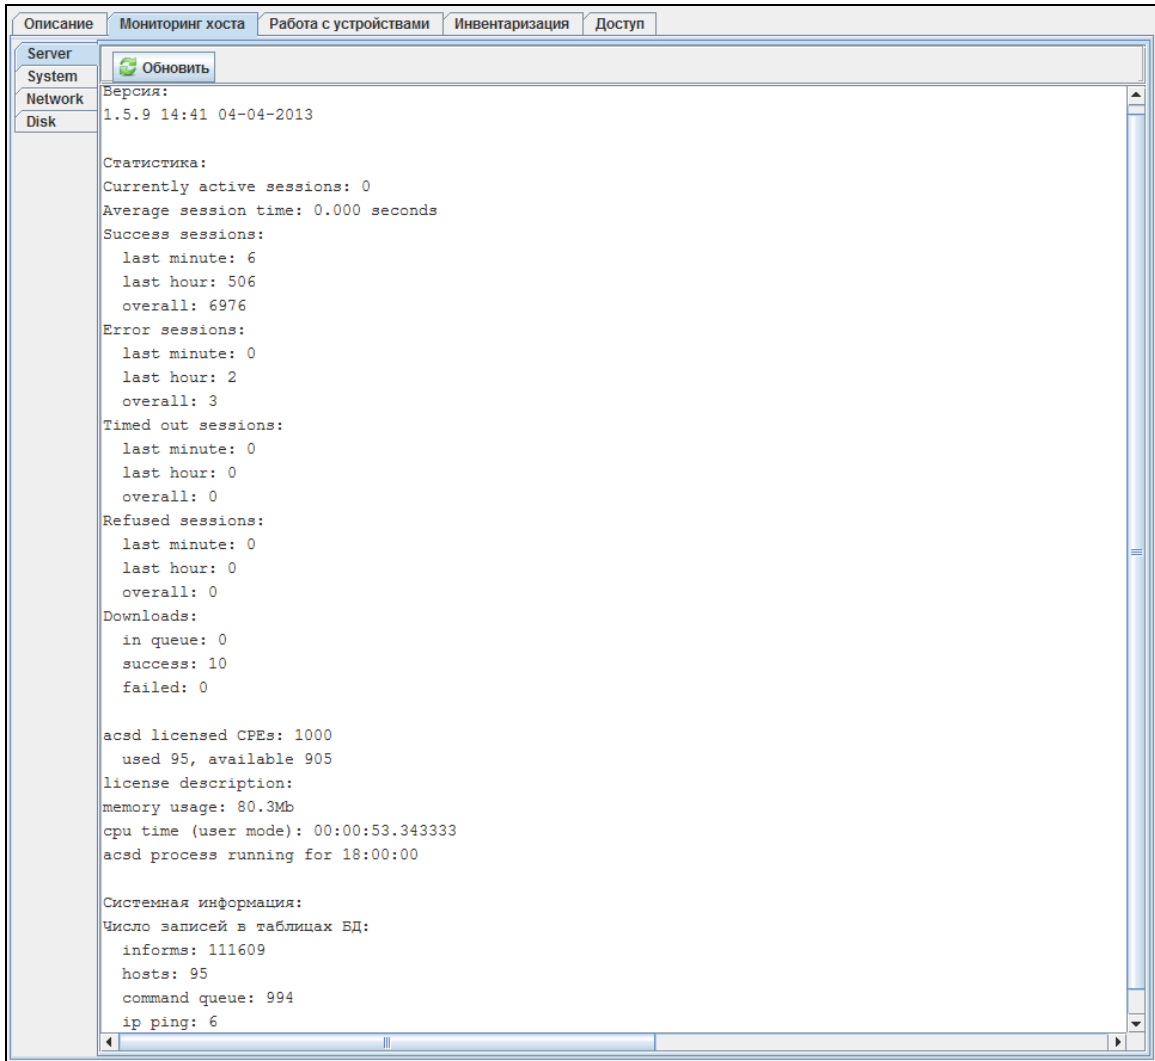 Описание Мониторинг хоста Работа с устройствами Инвентаризация Доступ
Server
System
Network
Disk
Обновить
Версия:
1.5.9 14:41 04-04-2013
Статистика:
Currently active sessions: 0
Average session time: 0.000 seconds
Success sessions:
last minute: 6
last hour: 506
overall: 6976
Error sessions:
last minute: 0
last hour: 2
overall: 3
Timed out sessions:
last minute: 0
last hour: 0
overall: 0
Refused sessions:
last minute: 0
last hour: 0
overall: 0
Downloads:
in queue: 0
success: 10
failed: 0
acsd licensed CPEs: 1000
used 95, available 905
license description:
memory usage: 80.3Mb
cpu time (user mode): 00:00:53.343333
acsd process running for 18:00:00
Системная информация:
Число записей в таблицах БД:
informs: 111609
hosts: 95
command queue: 994
ip ping: 6